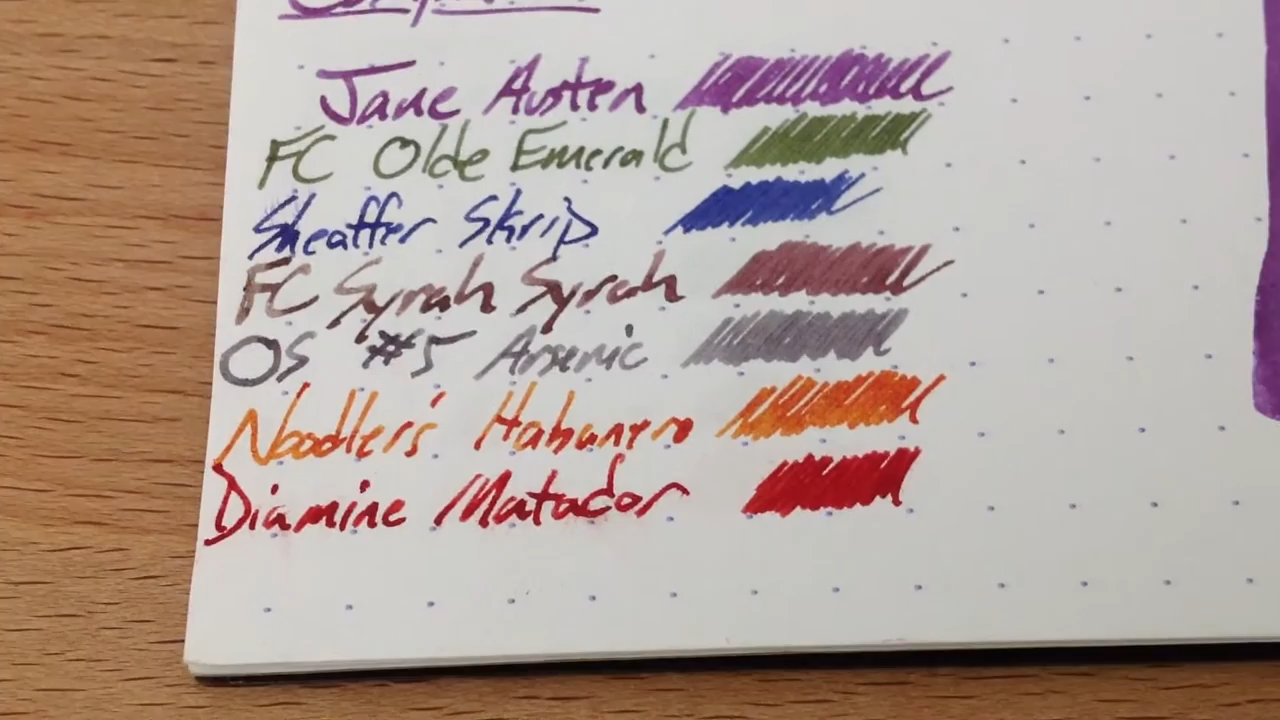 Jane Austen
FC Olde Emerald
Sheaffer Skrip
FC Syrah Syrah
OS #5 Arsenic
Noodler's Habanero
Diamine Matador